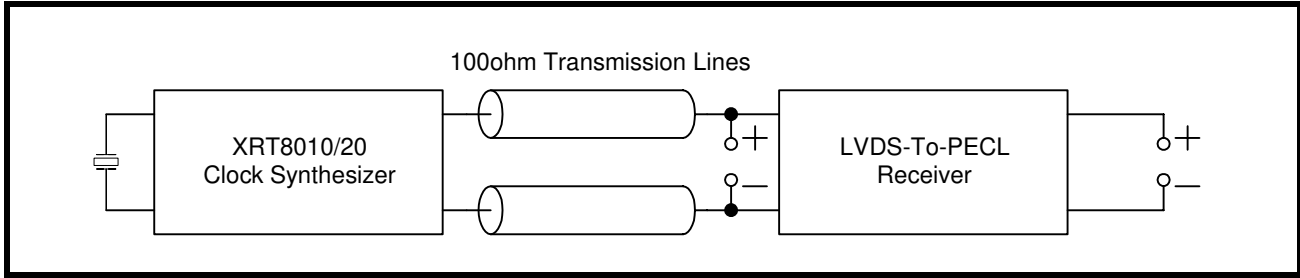 100ohm Transmission Lines
XRT8010/20
Clock Synthesizer
+
−
LVDS-To-PECL
Receiver
+
−